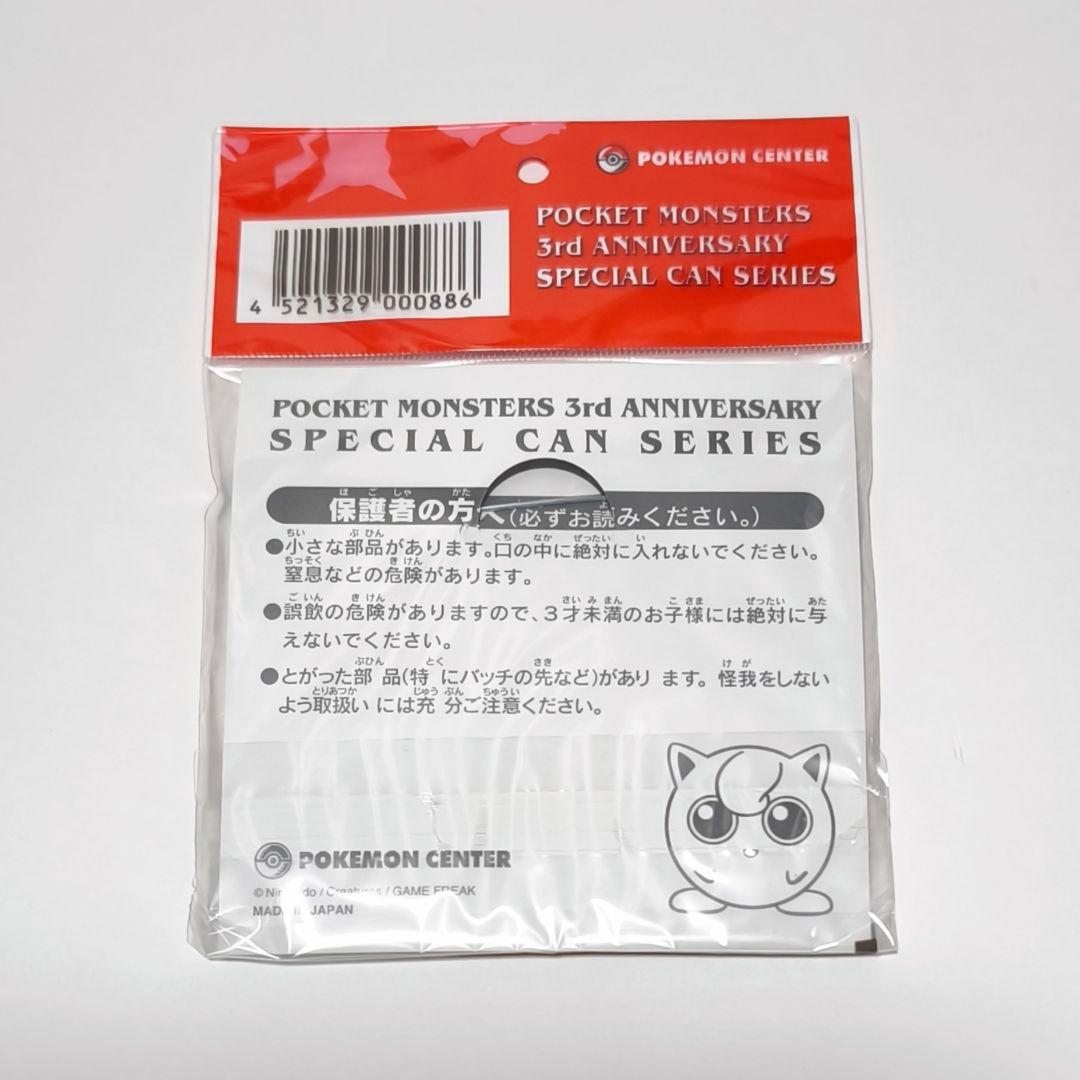 POKEMON CENTER
POCKET MONSTERS
3rd ANNIVERSARY
SPECIAL CAN SERIES
4 521329 000886
POCKET MONSTERS 3rd ANNIVERSARY
SPECIAL CAN SERIES
保護者の方へ(必ずお読みください。)
●小さな部品があります。口の中に絶対に入れないでください。
窒息などの危険があります。
●誤飲の危険がありますので、3才未満のお子様には絶対に与
えないでください。
●とがった部品(特にバッチの先など)があります。怪我をしない
よう取扱いには充分ご注意ください。
POKEMON CENTER
© Nintendo / Creatures / GAME FREAK
MADE IN JAPAN